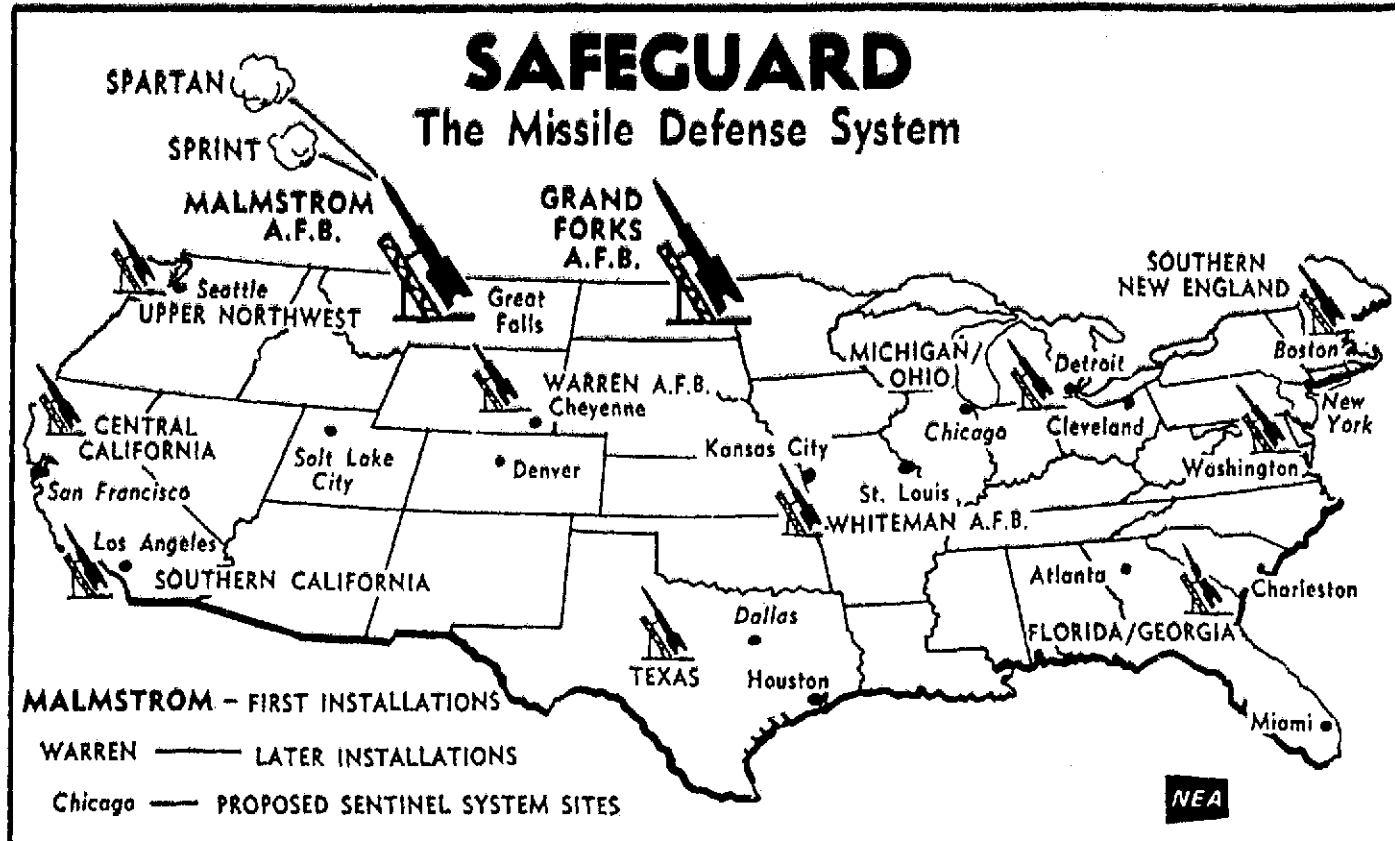 SAFEGUARD
The Missile Defense System
SPARTAN
SPRINT
MALMSTROM
A.F.B.
GRAND
FORKS
A.F.B.
Seattle
UPPER NORTHWEST
Great
Falls
SOUTHERN
NEW ENGLAND
Boston
MICHIGAN/
OHIO
Detroit
WARREN A.F.B.
Cheyenne
New
York
CENTRAL
CALIFORNIA
Chicago
Cleveland
Salt Lake
City
Denver
Kansas City
Washington
San Francisco
St. Louis
WHITEMAN A.F.B.
Los Angeles
SOUTHERN CALIFORNIA
Atlanta
Charleston
Dallas
FLORIDA/GEORGIA
TEXAS
Houston
Miami
MALMSTROM – FIRST INSTALLATIONS
WARREN — LATER INSTALLATIONS
Chicago — PROPOSED SENTINEL SYSTEM SITES
NEA